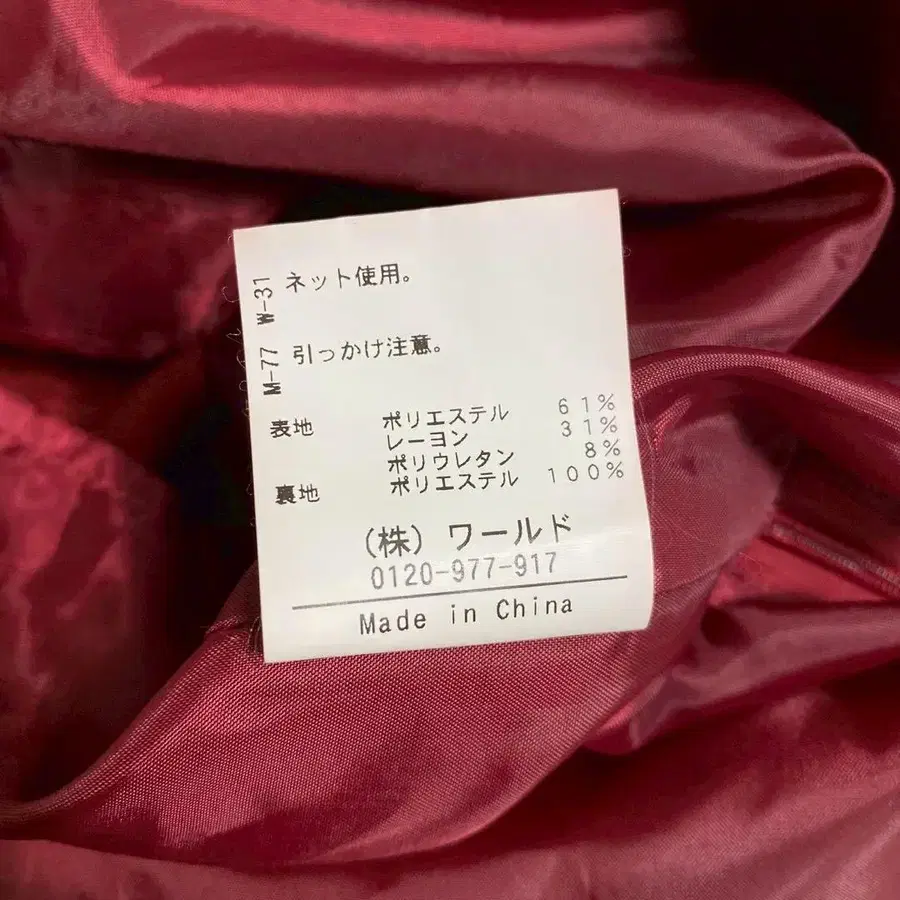 W-31 ネット使用。
M-77 引っかけ注意。
表地 ポリエステル 61%
レーヨン 31%
ポリウレタン 8%
裏地 ポリエステル 100%
(株) ワールド
0120-977-917
Made in China